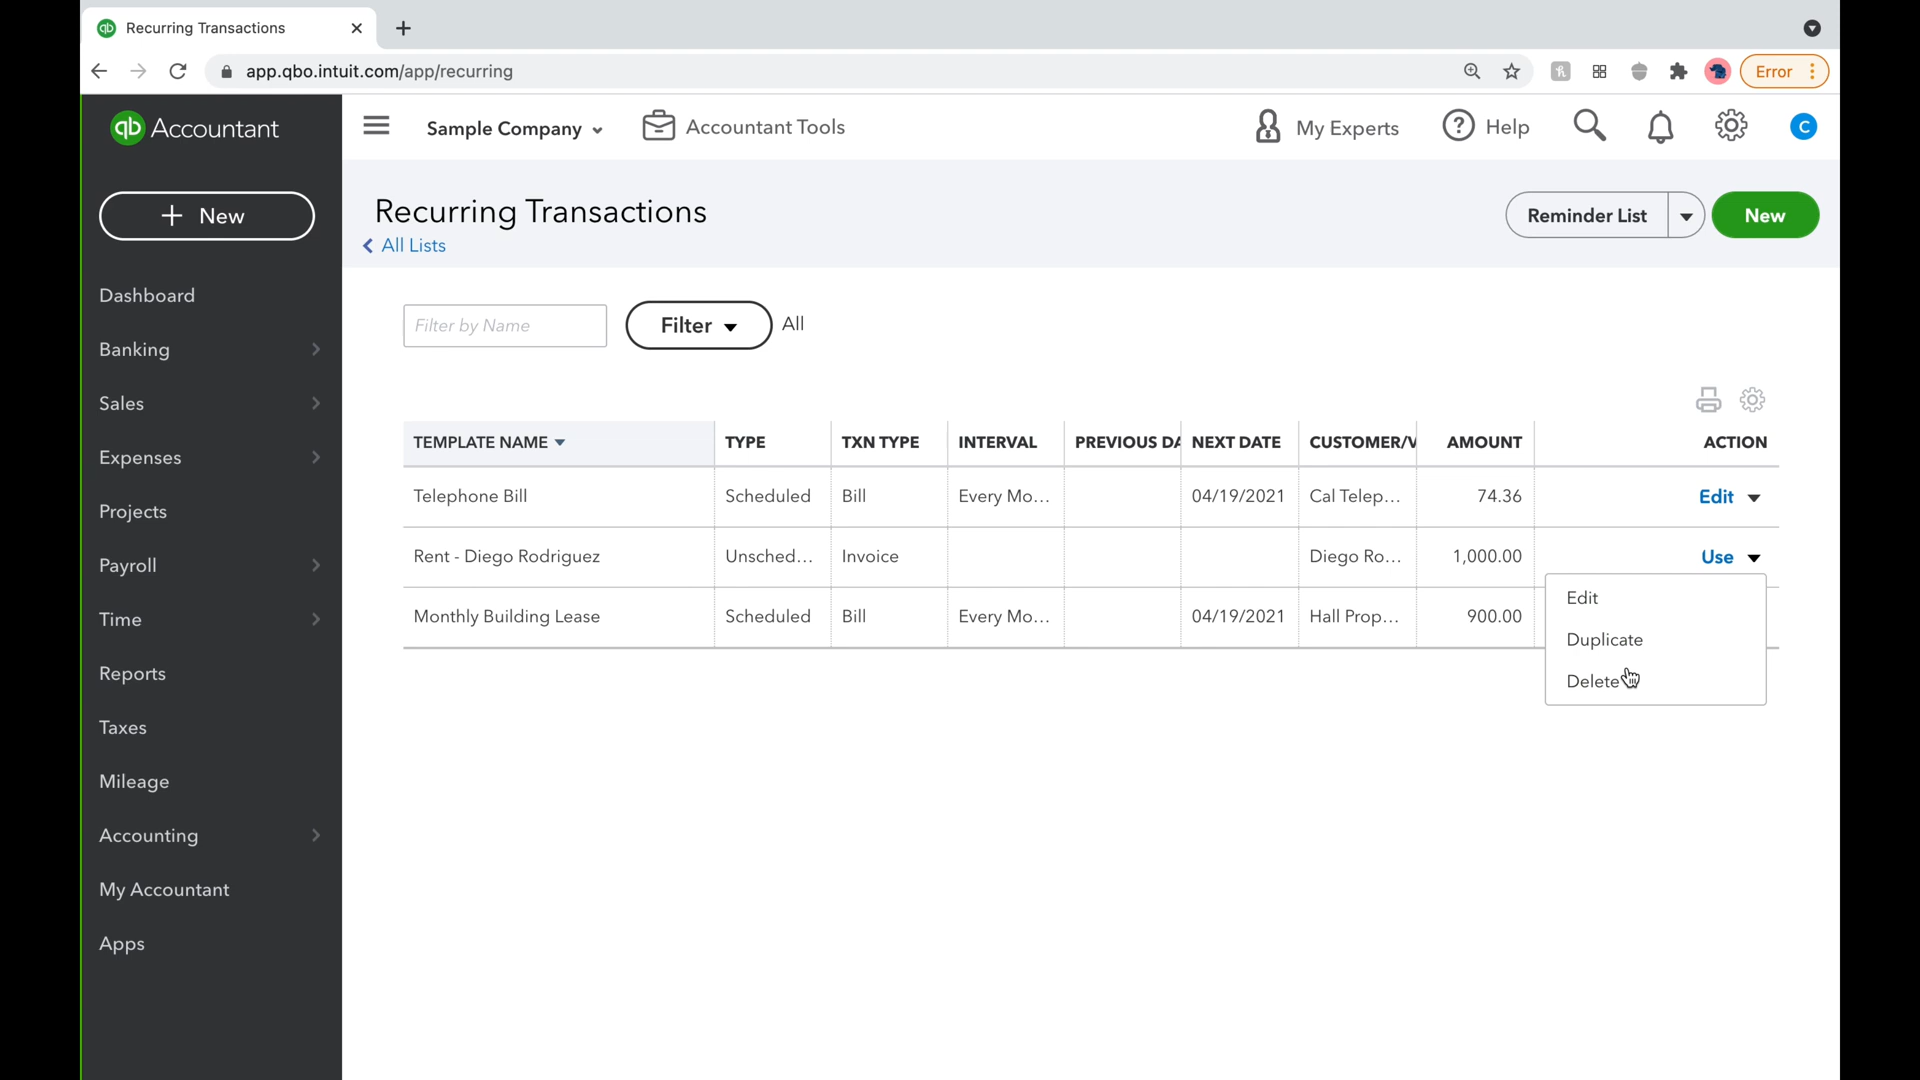 qb Recurring Transactions
app.qbo.intuit.com/app/recurring
Error
qb Accountant
Sample Company
Accountant Tools
My Experts
Help
C
+ New
Recurring Transactions
All Lists
Reminder List
New
Dashboard
Banking
Sales
Expenses
Projects
Payroll
Time
Reports
Taxes
Mileage
Accounting
My Accountant
Apps
Filter by Name
Filter
All
TEMPLATE NAME TYPE TXN TYPE INTERVAL PREVIOUS DA NEXT DATE CUSTOMER/V AMOUNT ACTION
Telephone Bill Scheduled Bill Every Mo... 04/19/2021 Cal Telep... 74.36 Edit
Rent - Diego Rodriguez Unsched... Invoice Diego Ro... 1,000.00 Use
Monthly Building Lease Scheduled Bill Every Mo... 04/19/2021 Hall Prop... 900.00
Edit
Duplicate
Delete